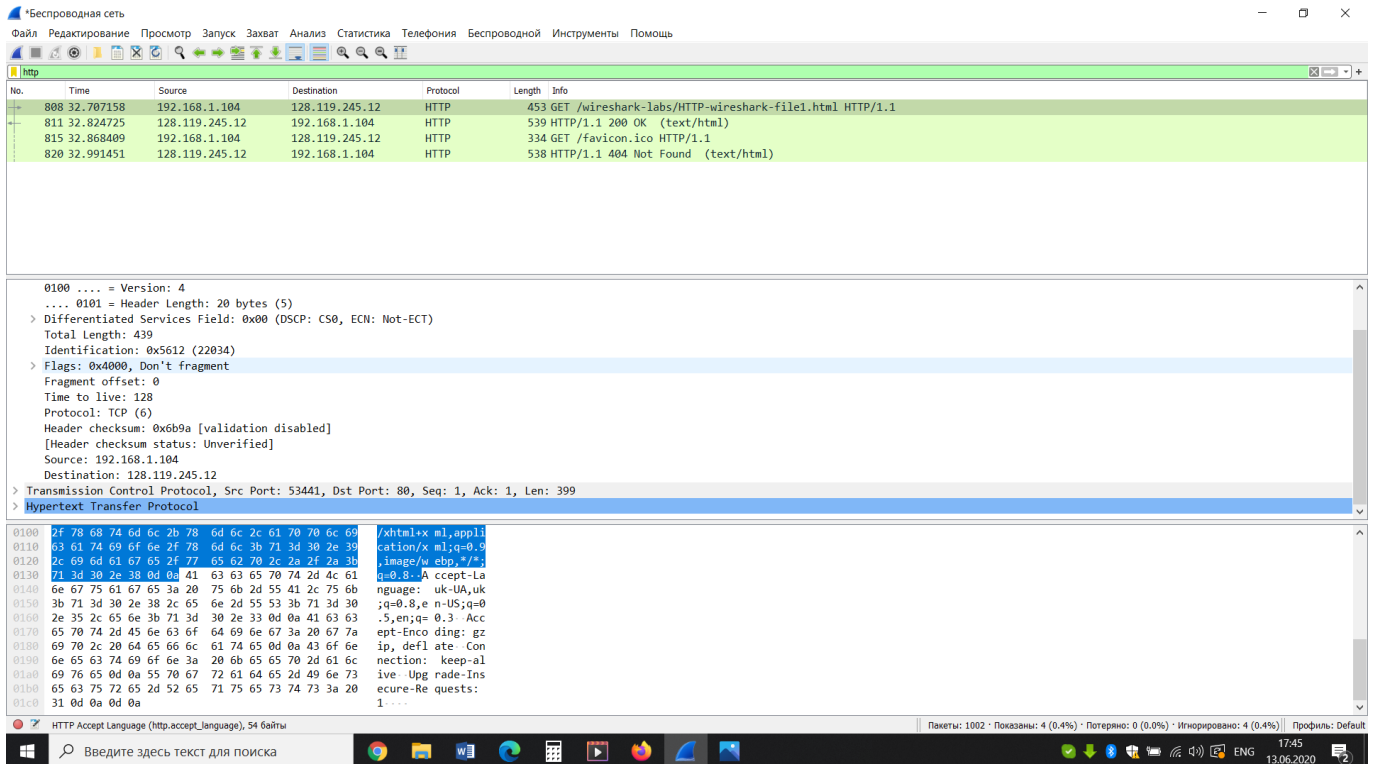 *Беспроводная сеть
Файл Редактирование Просмотр Запуск Захват Анализ Статистика Телефония Беспроводной Инструменты Помощь
http
No. Time Source Destination Protocol Length Info
808 32.707158 192.168.1.104 128.119.245.12 HTTP 453 GET /wireshark-labs/HTTP-wireshark-file1.html HTTP/1.1
811 32.824725 128.119.245.12 192.168.1.104 HTTP 539 HTTP/1.1 200 OK (text/html)
815 32.868409 192.168.1.104 128.119.245.12 HTTP 334 GET /favicon.ico HTTP/1.1
820 32.991451 128.119.245.12 192.168.1.104 HTTP 538 HTTP/1.1 404 Not Found (text/html)
0100 .... = Version: 4
.... 0101 = Header Length: 20 bytes (5)
> Differentiated Services Field: 0x00 (DSCP: CS0, ECN: Not-ECT)
Total Length: 439
Identification: 0x5612 (22034)
> Flags: 0x4000, Don't fragment
Fragment offset: 0
Time to live: 128
Protocol: TCP (6)
Header checksum: 0x6b9a [validation disabled]
[Header checksum status: Unverified]
Source: 192.168.1.104
Destination: 128.119.245.12
> Transmission Control Protocol, Src Port: 53441, Dst Port: 80, Seq: 1, Ack: 1, Len: 399
> Hypertext Transfer Protocol
0100 2f 78 68 74 6d 6c 2b 78 6d 6c 2c 61 70 70 6c 69 /xhtml+x ml,appli
0110 63 61 74 69 6f 6e 2f 78 6d 6c 3b 71 3d 30 2e 39 cation/x ml;q=0.9
0120 2c 69 6d 61 67 65 2f 77 65 62 70 2c 2a 2f 2a 3b ,image/w ebp,*/*;
0130 71 3d 30 2e 38 0d 0a 41 63 63 65 70 74 2d 4c 61 q=0.8··A ccept-La
0140 6e 67 75 61 67 65 3a 20 75 6b 2d 55 41 2c 75 6b nguage: uk-UA,uk
0150 3b 71 3d 30 2e 38 2c 65 6e 2d 55 53 3b 71 3d 30 ;q=0.8,e n-US;q=0
0160 2e 35 2c 65 6e 3b 71 3d 30 2e 33 0d 0a 41 63 63 .5,en;q= 0.3··Acc
0170 65 70 74 2d 45 6e 63 6f 64 69 6e 67 3a 20 67 7a ept-Enco ding: gz
0180 69 70 2c 20 64 65 66 6c 61 74 65 0d 0a 43 6f 6e ip, defl ate··Con
0190 6e 65 63 74 69 6f 6e 3a 20 6b 65 65 70 2d 61 6c nection: keep-al
01a0 69 76 65 0d 0a 55 70 67 72 61 64 65 2d 49 6e 73 ive··Upg rade-Ins
01b0 65 63 75 72 65 2d 52 65 71 75 65 73 74 73 3a 20 ecure-Re quests:
01c0 31 0d 0a 0d 0a 1····
HTTP Accept Language (http.accept_language), 54 байты Пакеты: 1002 · Показаны: 4 (0.4%) · Потеряно: 0 (0.0%) · Игнорировано: 4 (0.4%) Профиль: Default
Введите здесь текст для поиска ENG 17:45
13.06.2020 2